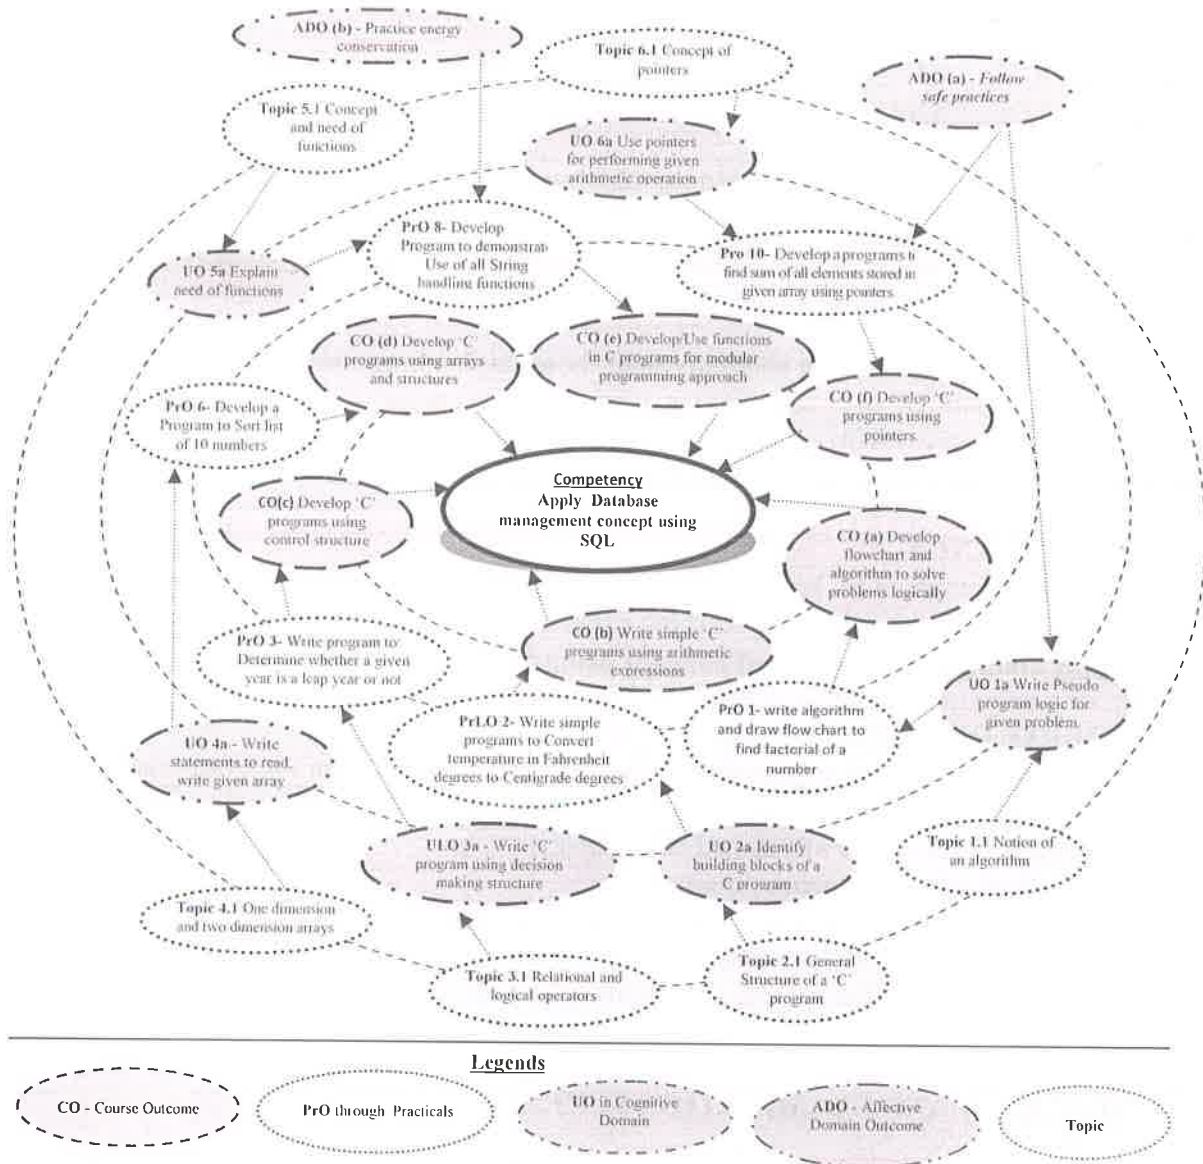 ADO (b) - Practice energy
conservation
Topic 6.1 Concept of
pointers
ADO (a) - Follow
safe practices
Topic 5.1 Concept
and need of
functions
UO 6a Use pointers
for performing given
arithmetic operation
PrO 8- Develop
Program to demonstrat
Use of all String
handling functions
Pro 10- Develop a programs t
find sum of all elements stored in
given array using pointers.
UO 5a Explain
need of functions
CO (d) Develop 'C'
programs using arrays
and structures
CO (e) Develop/Use functions
in C programs for modular
programming approach
PrO 6- Develop a
Program to Sort list
of 10 numbers
CO (f) Develop 'C'
programs using
pointers.
Competency
Apply Database
management concept using
SQL
CO(c) Develop 'C'
programs using
control structure
CO (a) Develop
flowchart and
algorithm to solve
problems logically
CO (b) Write simple 'C'
programs using arithmetic
expressions
PrO 3- Write program to
Determine whether a given
year is a leap year or not
UO 1a Write Pseudo
program logic for
given problem.
PrLO 2- Write simple
programs to Convert
temperature in Fahrenheit
degrees to Centigrade degrees
PrO 1- write algorithm
and draw flow chart to
find factorial of a
number
UO 4a - Write
statements to read,
write given array
ULO 3a - Write 'C'
program using decision
making structure
UO 2a Identify
building blocks of a
C program
Topic 1.1 Notion of
an algorithm
Topic 4.1 One dimension
and two dimension arrays
Topic 3.1 Relational and
logical operators
Topic 2.1 General
Structure of a 'C'
program
Legends
CO - Course Outcome
PrO through Practicals
UO in Cognitive
Domain
ADO - Affective
Domain Outcome
Topic